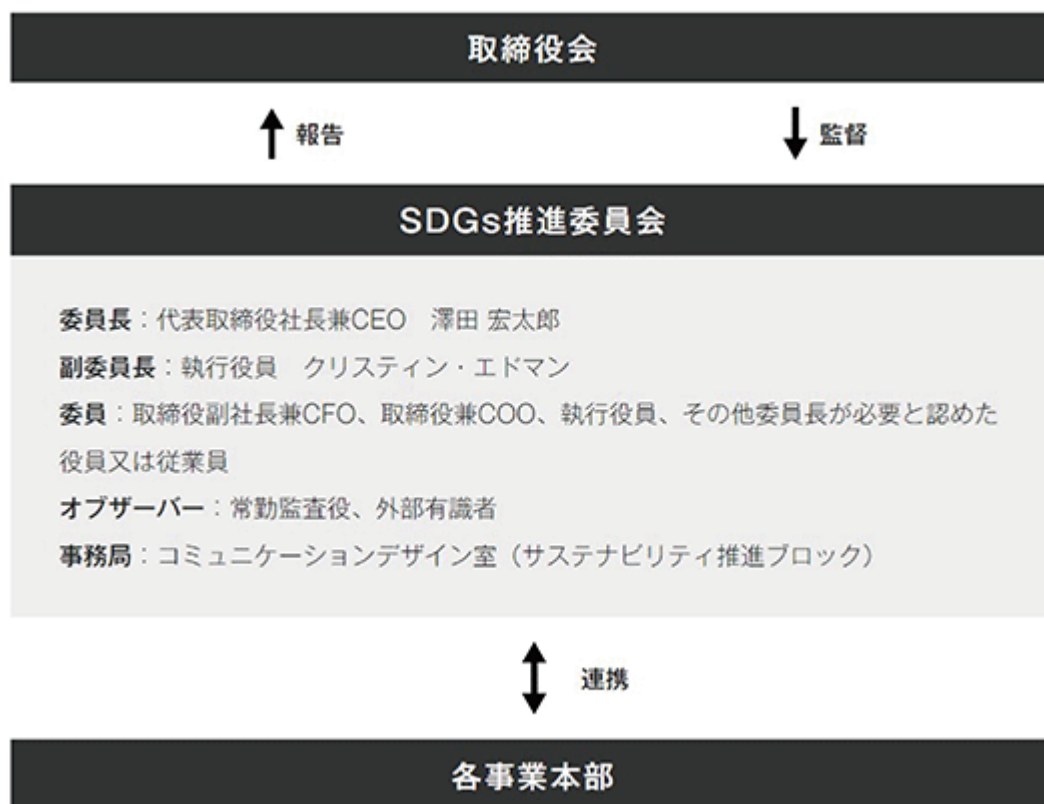 取締役会
報告
監督
SDGs推進委員会
委員長：代表取締役社長兼CEO　澤田 宏太郎
副委員長：執行役員　クリスティン・エドマン
委員：取締役副社長兼CFO、取締役兼COO、執行役員、その他委員長が必要と認めた
役員又は従業員
オブザーバー：常勤監査役、外部有識者
事務局：コミュニケーションデザイン室（サステナビリティ推進ブロック）
連携
各事業本部